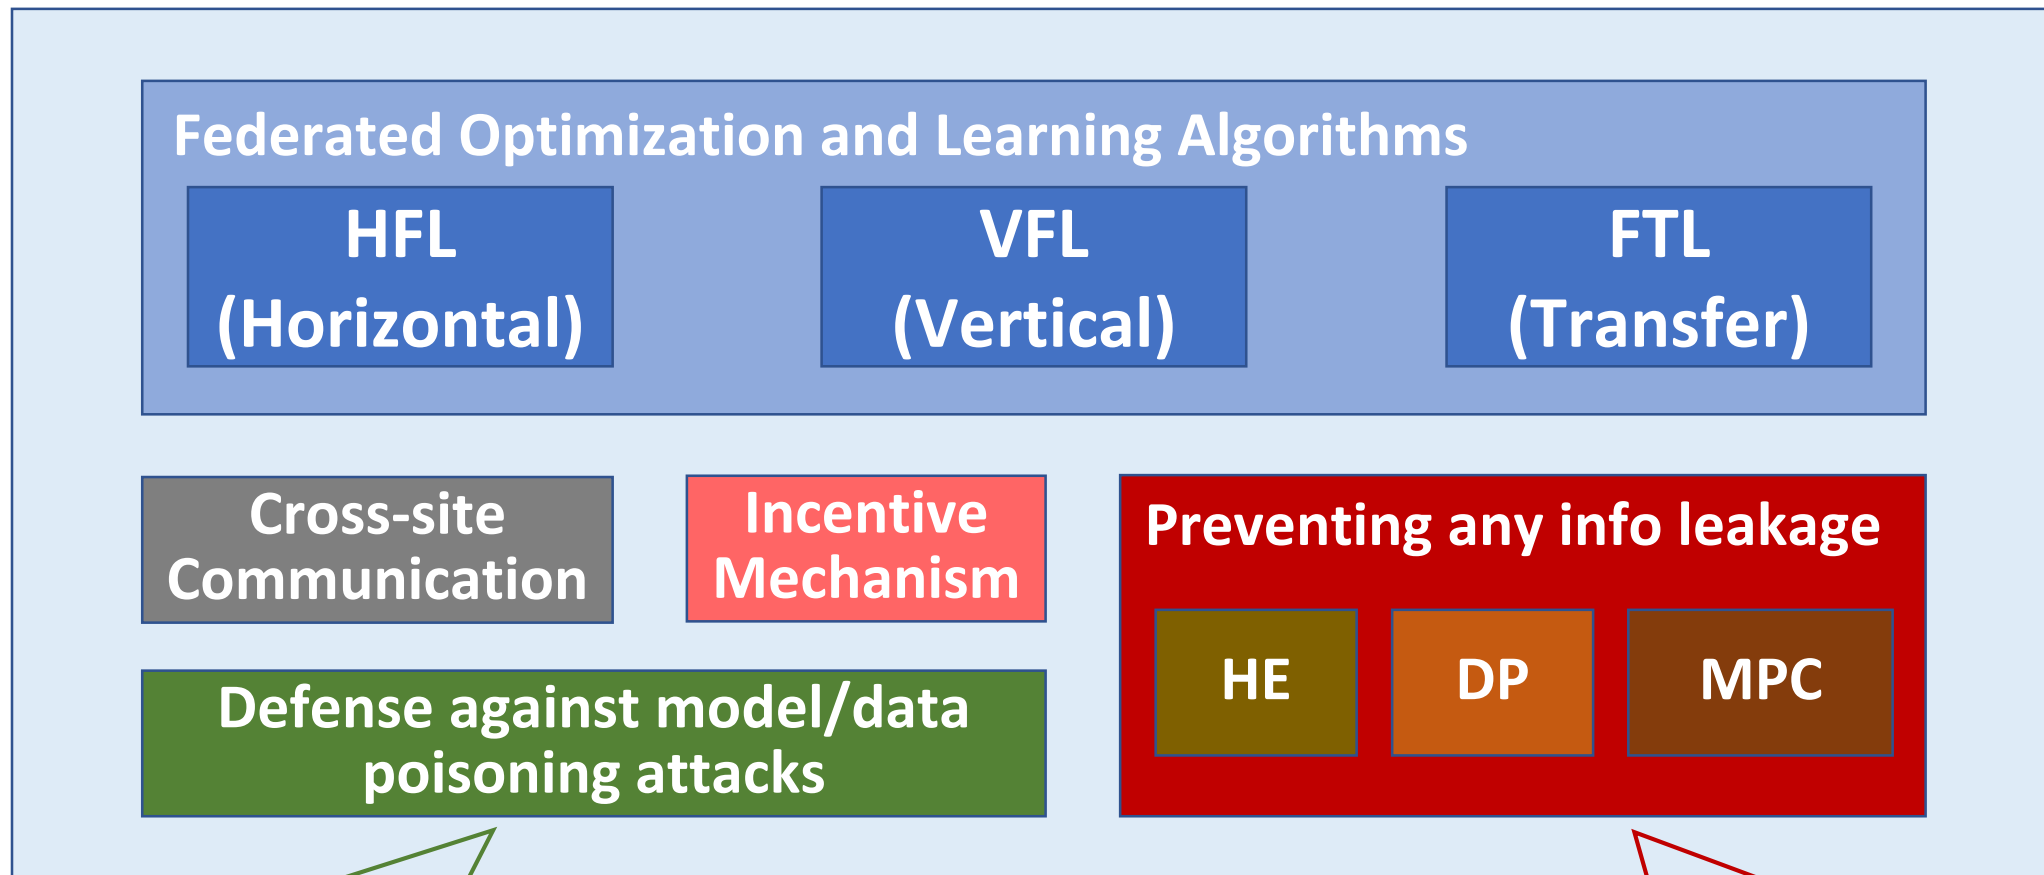 Federated Optimization and Learning Algorithms
HFL
(Horizontal)
VFL
(Vertical)
FTL
(Transfer)
Cross-site
Communication
Incentive
Mechanism
Preventing any info leakage
HE
DP
MPC
Defense against model/data
poisoning attacks